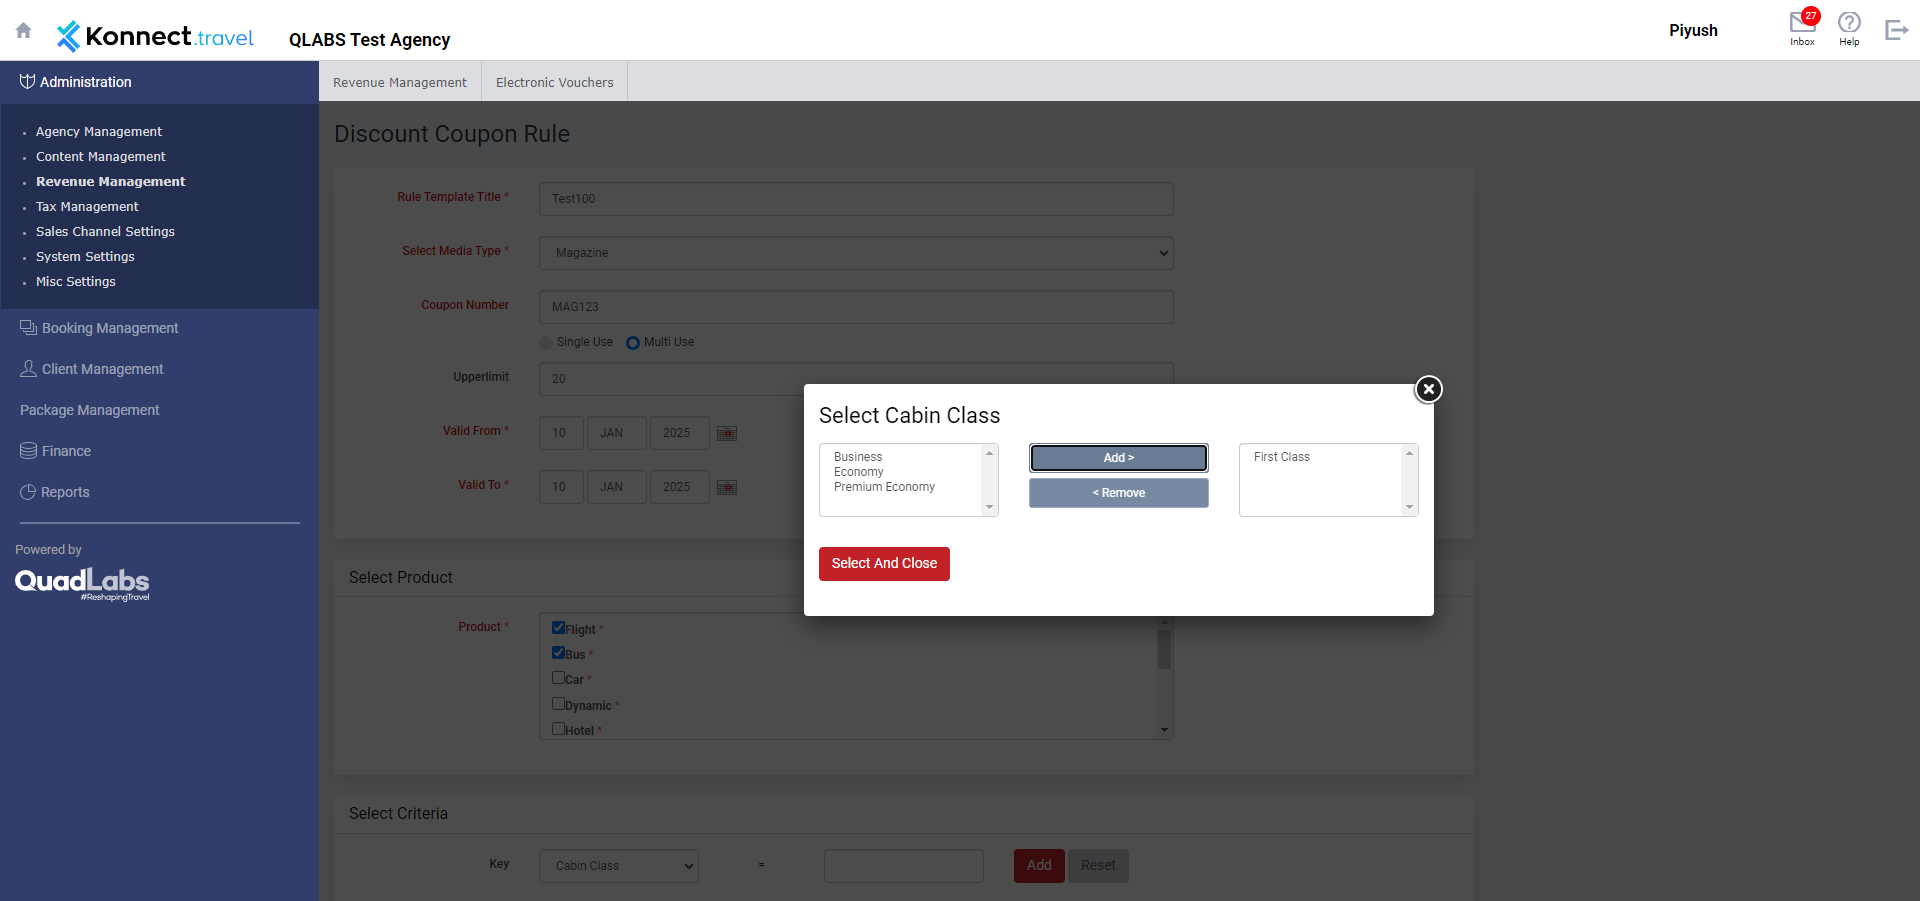 Konnect.travel
QLABS Test Agency
Piyush
27
Inbox
Help
Administration
Agency Management
Content Management
Revenue Management
Tax Management
Sales Channel Settings
System Settings
Misc Settings
Booking Management
Client Management
Package Management
Finance
Reports
Powered by
QuadLabs
#ReshapingTravel
Revenue Management
Electronic Vouchers
Discount Coupon Rule
Rule Template Title *
Test100
Select Media Type *
Magazine
Coupon Number
MAG123
Single Use
Multi Use
Upperlimit
20
Valid From *
10
JAN
2025
Valid To *
10
JAN
2025
Select Cabin Class
Business
Economy
Premium Economy
Add >
< Remove
First Class
Select And Close
Select Product
Product *
Flight *
Bus *
Car *
Dynamic *
Hotel *
Select Criteria
Key
Cabin Class
=
Add
Reset